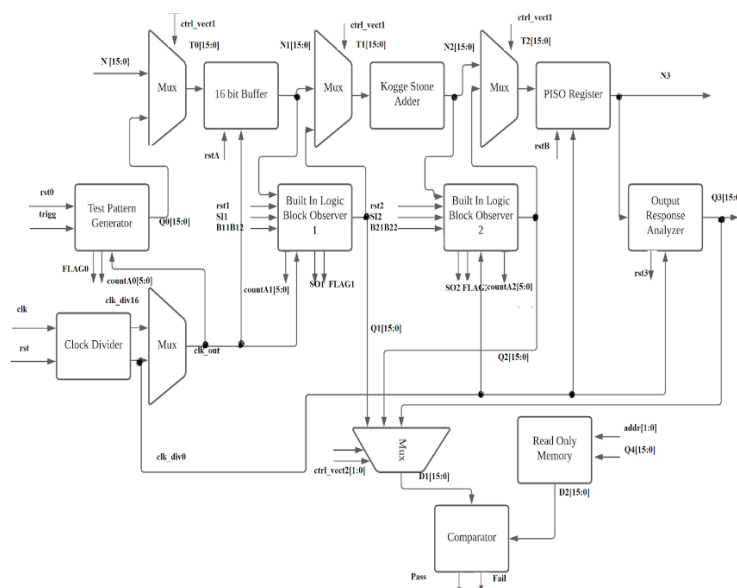 ctrl_vect1
ctrl_vect1
ctrl_vect1
T0[15:0]
N1[15:0]
T1[15:0]
N2[15:0]
T2[15:0]
N [15:0]
N3
Mux
16 bit Buffer
Mux
Kogge Stone
Adder
Mux
PISO Register
rstA
rstB
rst0
trigg
Test Pattern
Generator
Q0[15:0]
rst1
SI1
B11B12
Built In Logic
Block Observer
1
rst2
SI2
B21B22
Built In Logic
Block Observer
2
Output
Response
Analyzer
Q3[15:0
FLAG0
countA0[5:0]
countA1[5:0]
SO1
FLAG1
SO2
countA2[5:0]
rst3
clk_div16
clk
rst
Clock Divider
Mux
clk_out
Q1[15:0]
Q2[15:0]
clk_div0
Mux
ctrl_vect2[1:0]
D1[15:0]
Read Only
Memory
addr[1:0]
Q4[15:0]
D2[15:0]
Comparator
Pass
Fail